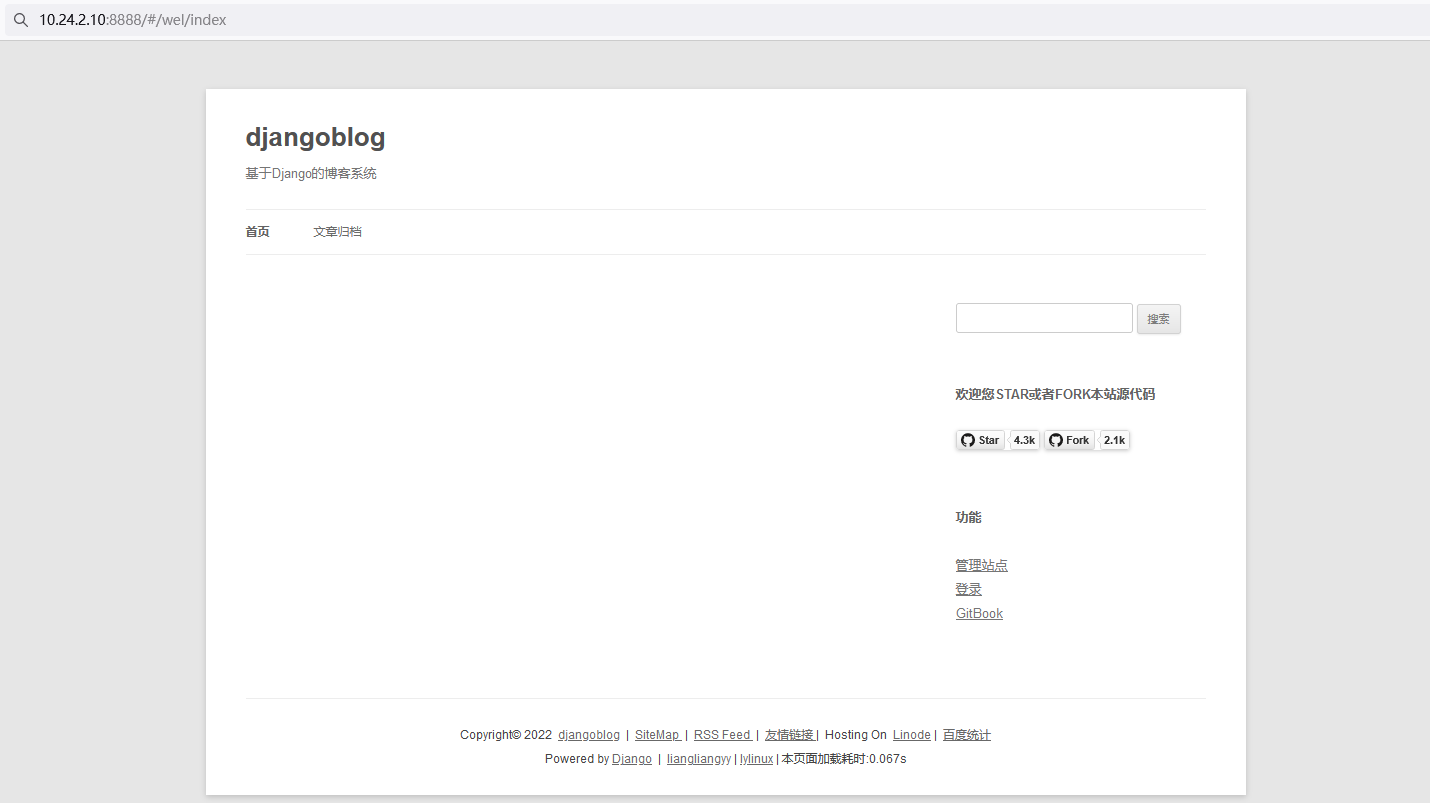 10.24.2.10:8888/#/wel/index
djangoblog
基于Django的博客系统
首页 文章归档
搜索
欢迎您STAR或者FORK本站源代码
Star 4.3k Fork 2.1k
功能
管理站点
登录
GitBook
Copyright© 2022 djangoblog | SiteMap | RSS Feed | 友情链接 | Hosting On Linode | 百度统计
Powered by Django | liangliangyy | lylinux | 本页面加载耗时:0.067s